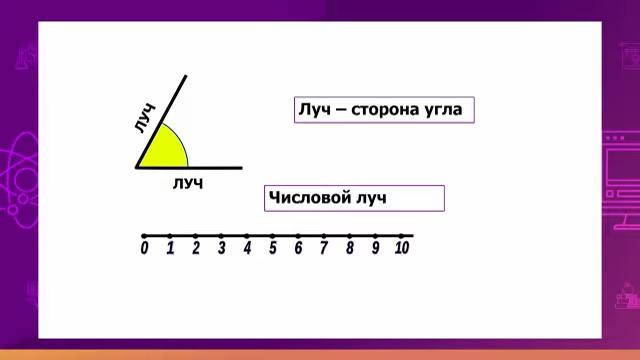 ЛУЧ
Луч – сторона угла
ЛУЧ
Числовой луч
0 1 2 3 4 5 6 7 8 9 10